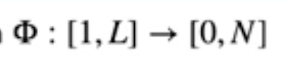 Φ : [1, L] → [0, N]